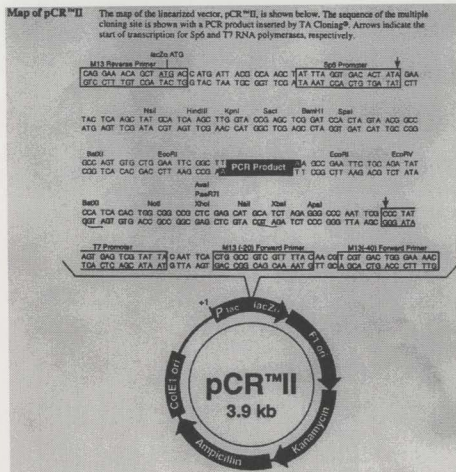 Map of pCR™II
The map of the linearized vector, pCR™II, is shown below. The sequence of the multiple
cloning site is shown with a PCR product inserted by TA Cloning®. Arrows indicate the
start of transcription for Sp6 and T7 RNA polymerases, respectively.
lacZα ATG
M13 Reverse Primer
Sp6 Promoter
CAG GAA ACA GCT ATG AC C ATG ATT ACG CCA AGC T AT TTA GGT GAC ACT ATA GAA
GTC CTT TGT CGA TAC TG G TAC TAA TGC GGT TCG A TA AAT CCA CTG TGA TAT CTT
NsiI HindIII KpnI SacI BamHI SpeI
TAC TCA AGC TAT GCA TCA AGC TTG GTA CCG AGC TCG GAT CCA CTA GTA ACG GCC
ATG AGT TCG ATA CGT AGT TCG AAC CAT GGC TCG AGC CTA GGT GAT CAT TGC CGG
BstXI EcoRI EcoRI EcoRV
GCC AGT GTG CTG GAA TTC GGC TT PCR Product AA GCC GAA TTC TGC AGA TAT
CGG TCA CAC GAC CTT AAG CCG A TT CGG CTT AAG ACG TCT ATA
AvaI
PaeR7I
BstXI NotI XhoI NsiI XbaI ApaI
CCA TCA CAC TGG CGG CCG CTC GAG CAT GCA TCT AGA GGG CCC AAT TCG CCC TAT
GGT AGT GTG ACC GCC GGC GAG CTC GTA CGT AGA TCT CCC GGG TTA AGC GGG ATA
T7 Promoter M13 (-20) Forward Primer M13(-40) Forward Primer
AGT GAG TCG TAT TA C AAT TCA CTG GCC GTC GTT TTA C AA CG T CGT GAC TGG GAA AAC
TCA CTC AGC ATA AT G TTA AGT GAC CGG CAG CAA AAT G TT GC A GCA CTG ACC CTT TTG
+1
P lac
lacZα
F1 ori
Kanamycin
Ampicillin
ColE1 ori
pCR™II
3.9 kb